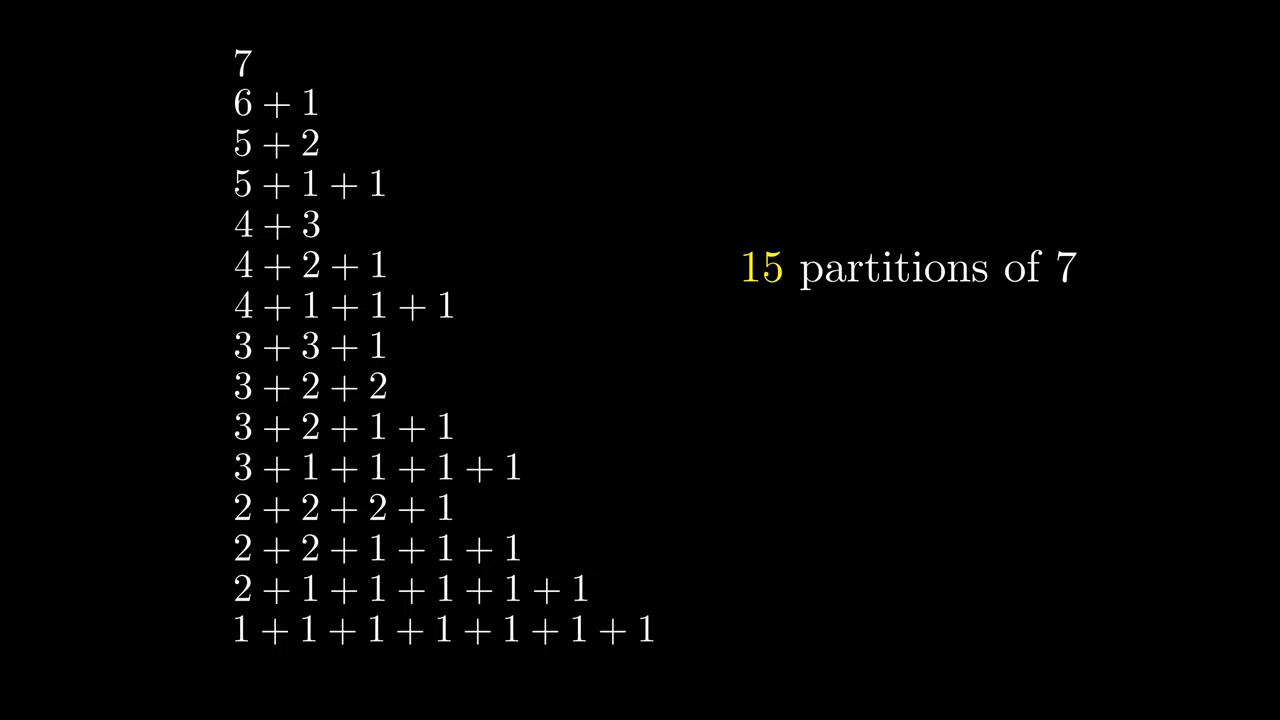 7
6 + 1
5 + 2
5 + 1 + 1
4 + 3
4 + 2 + 1
4 + 1 + 1 + 1
3 + 3 + 1
3 + 2 + 2
3 + 2 + 1 + 1
3 + 1 + 1 + 1 + 1
2 + 2 + 2 + 1
2 + 2 + 1 + 1 + 1
2 + 1 + 1 + 1 + 1 + 1
1 + 1 + 1 + 1 + 1 + 1 + 1
15 partitions of 7